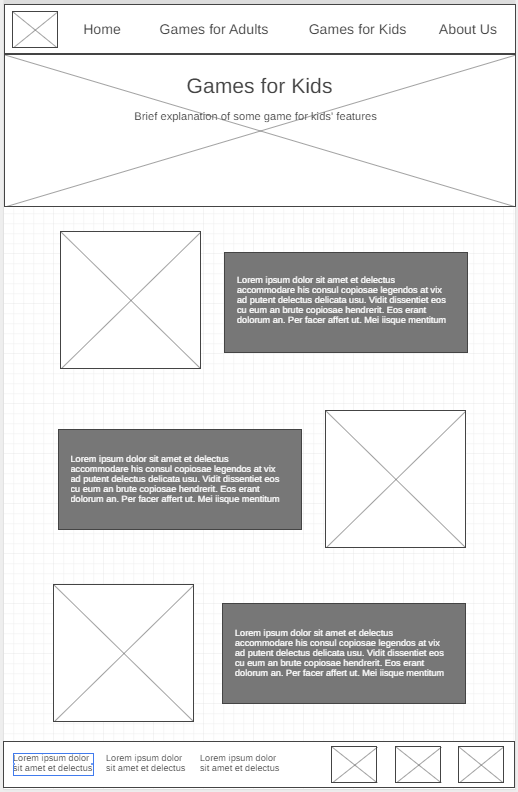 Home Games for Adults Games for Kids About Us
Games for Kids
Brief explanation of some game for kids' features
Lorem ipsum dolor sit amet et delectus
accommodare his consul copiosae legendos at vix
ad putent delectus delicata usu. Vidit dissentiet eos
cu eum an brute copiosae hendrerit. Eos erant
dolorum an. Per facer affert ut. Mei iisque mentitum
Lorem ipsum dolor sit amet et delectus
accommodare his consul copiosae legendos at vix
ad putent delectus delicata usu. Vidit dissentiet eos
cu eum an brute copiosae hendrerit. Eos erant
dolorum an. Per facer affert ut. Mei iisque mentitum
Lorem ipsum dolor sit amet et delectus
accommodare his consul copiosae legendos at vix
ad putent delectus delicata usu. Vidit dissentiet eos
cu eum an brute copiosae hendrerit. Eos erant
dolorum an. Per facer affert ut. Mei iisque mentitum
Lorem ipsum dolor
sit amet et delectus
Lorem ipsum dolor
sit amet et delectus
Lorem ipsum dolor
sit amet et delectus